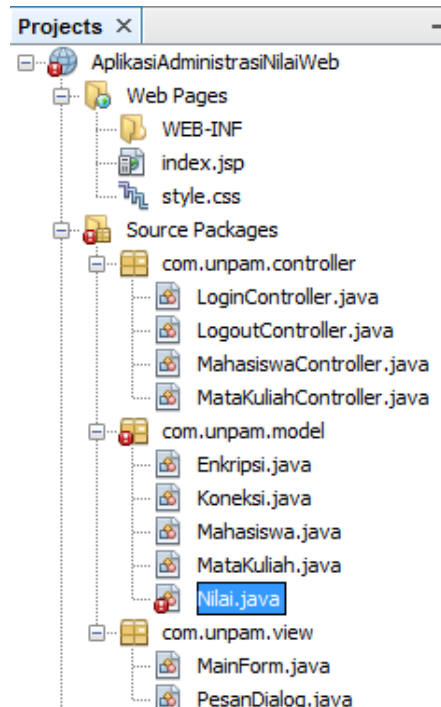 Projects
AplikasiAdministrasiNilaiWeb
Web Pages
WEB-INF
index.jsp
style.css
Source Packages
com.unpam.controller
LoginController.java
LogoutController.java
MahasiswaController.java
MataKuliahController.java
com.unpam.model
Enkripsi.java
Koneksi.java
Mahasiswa.java
MataKuliah.java
Nilai.java
com.unpam.view
MainForm.java
PesanDialog.java